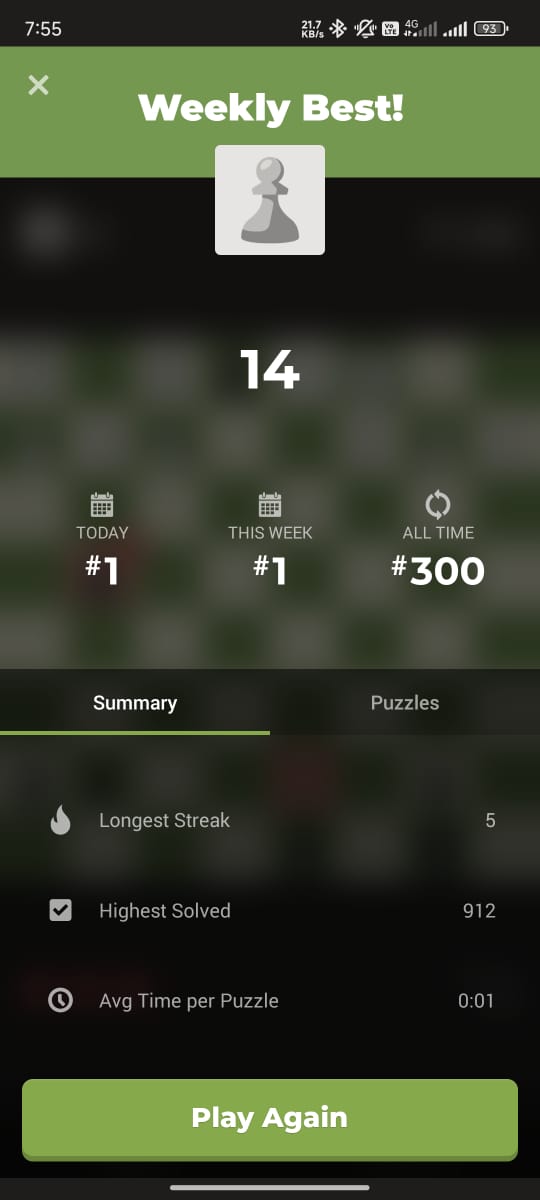 7:55
21.7
KB/s
Vo
LTE
4G
93
Weekly Best!
14
TODAY
THIS WEEK
ALL TIME
#1
#1
#300
Summary
Puzzles
Longest Streak
5
Highest Solved
912
Avg Time per Puzzle
0:01
Play Again